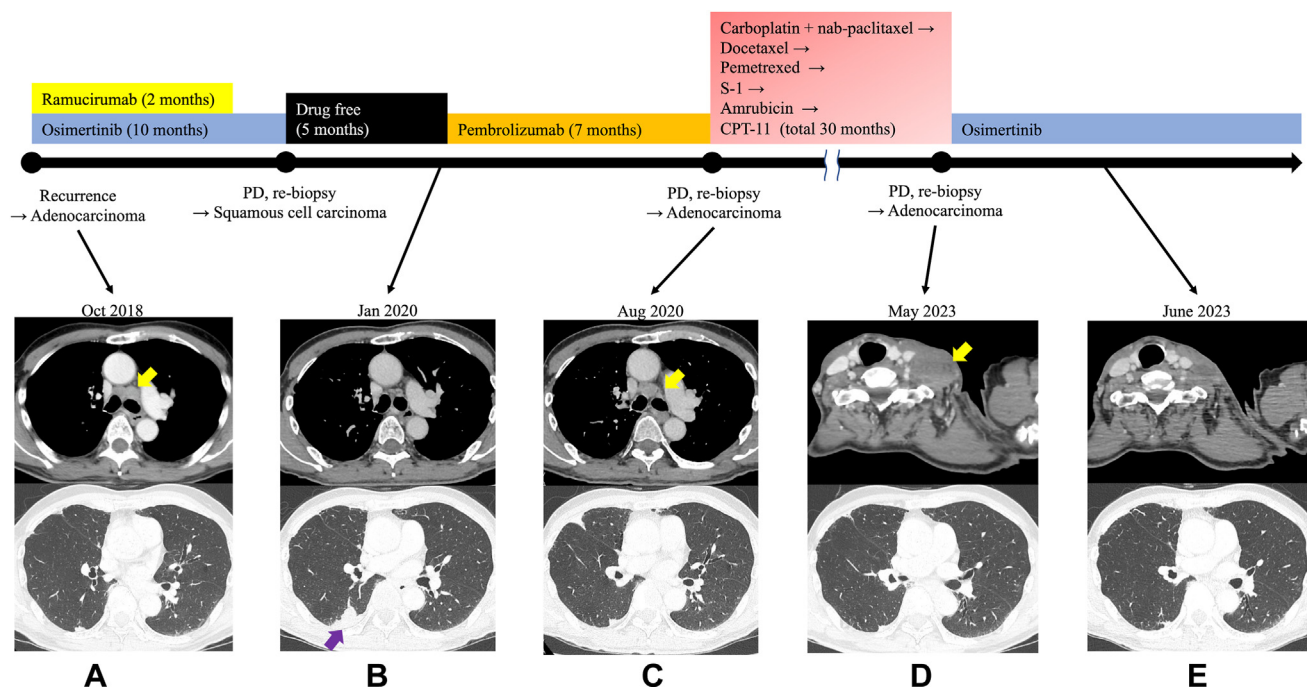 Carboplatin + nab-paclitaxel →
Docetaxel →
Pemetrexed →
S-1 →
Amrubicin →
CPT-11 (total 30 months)
Ramucirumab (2 months)
Osimertinib (10 months)
Drug free
(5 months)
Pembrolizumab (7 months)
Osimertinib
Recurrence
→ Adenocarcinoma
PD, re-biopsy
→ Squamous cell carcinoma
PD, re-biopsy
→ Adenocarcinoma
PD, re-biopsy
→ Adenocarcinoma
Oct 2018
Jan 2020
Aug 2020
May 2023
June 2023
A
B
C
D
E